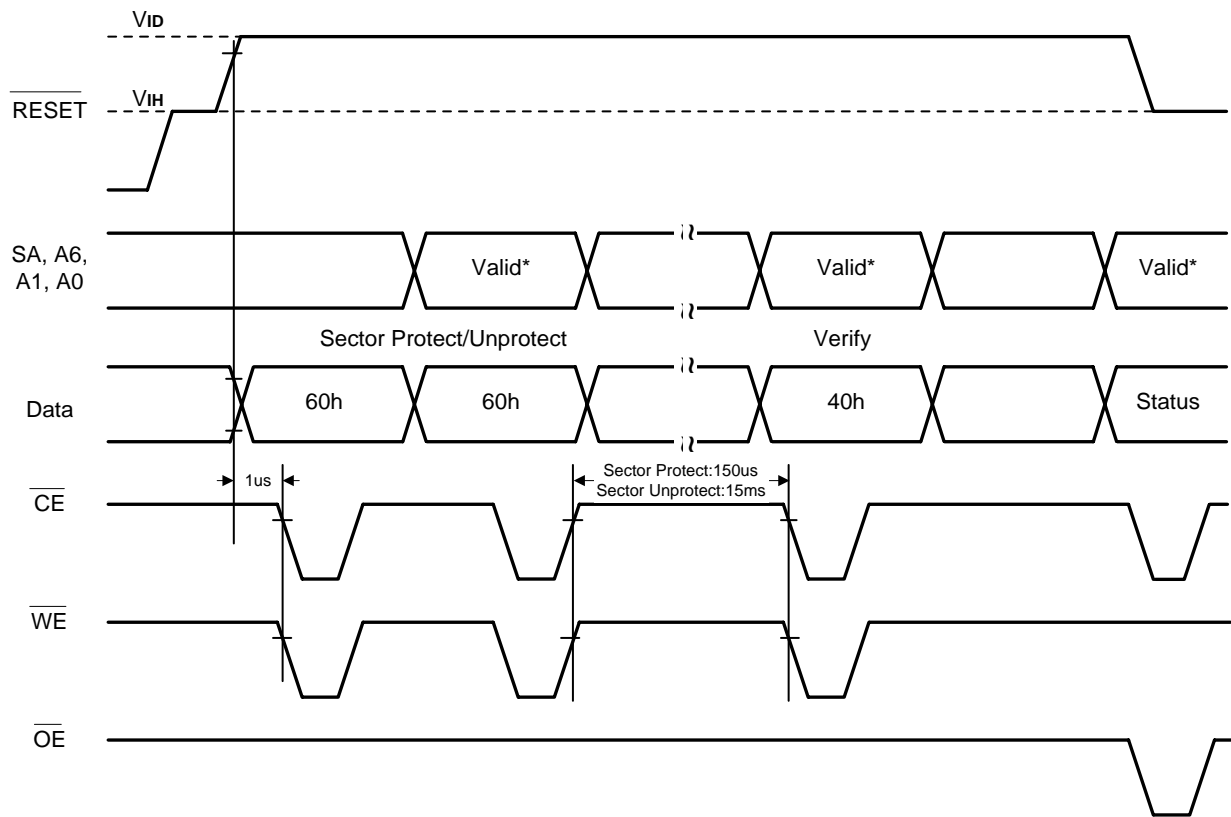 VID
RESET
VIH
SA, A6,
A1, A0
Valid*
Valid*
Valid*
Sector Protect/Unprotect
Verify
Data
60h
60h
40h
Status
1us
Sector Protect:150us
Sector Unprotect:15ms
CE
WE
OE